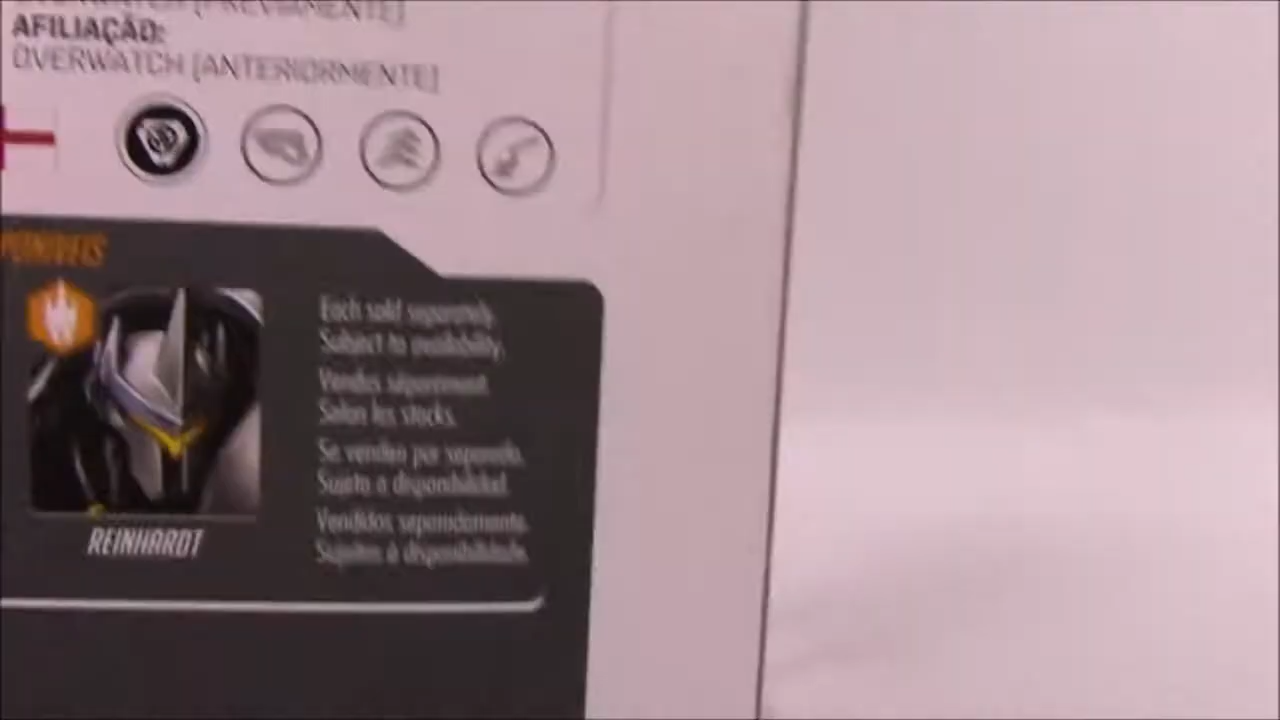 [PREVIAMENTE]
AFILIAÇÃO:
OVERWATCH [ANTERIORMENTE]
REINHARDT
Each sold separately.
Subject to availability.
Vendus séparément.
Selon les stocks.
Se venden por separado.
Sujeto a disponibilidad.
Vendidos separadamente.
Sujeitos a disponibilidade.